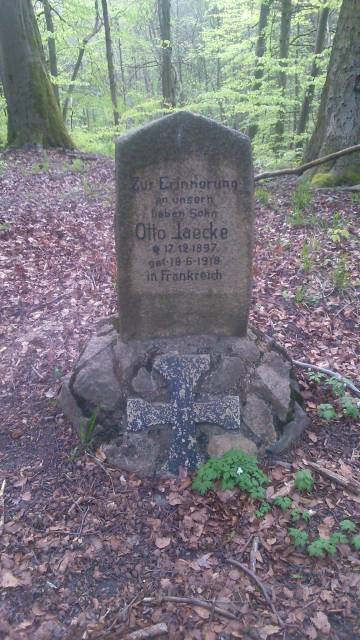 Zur Erinnerung
an unsern
lieben Sohn
Otto Jaecke
* 17.12.1897.
gef. 18.6.1918
in Frankreich